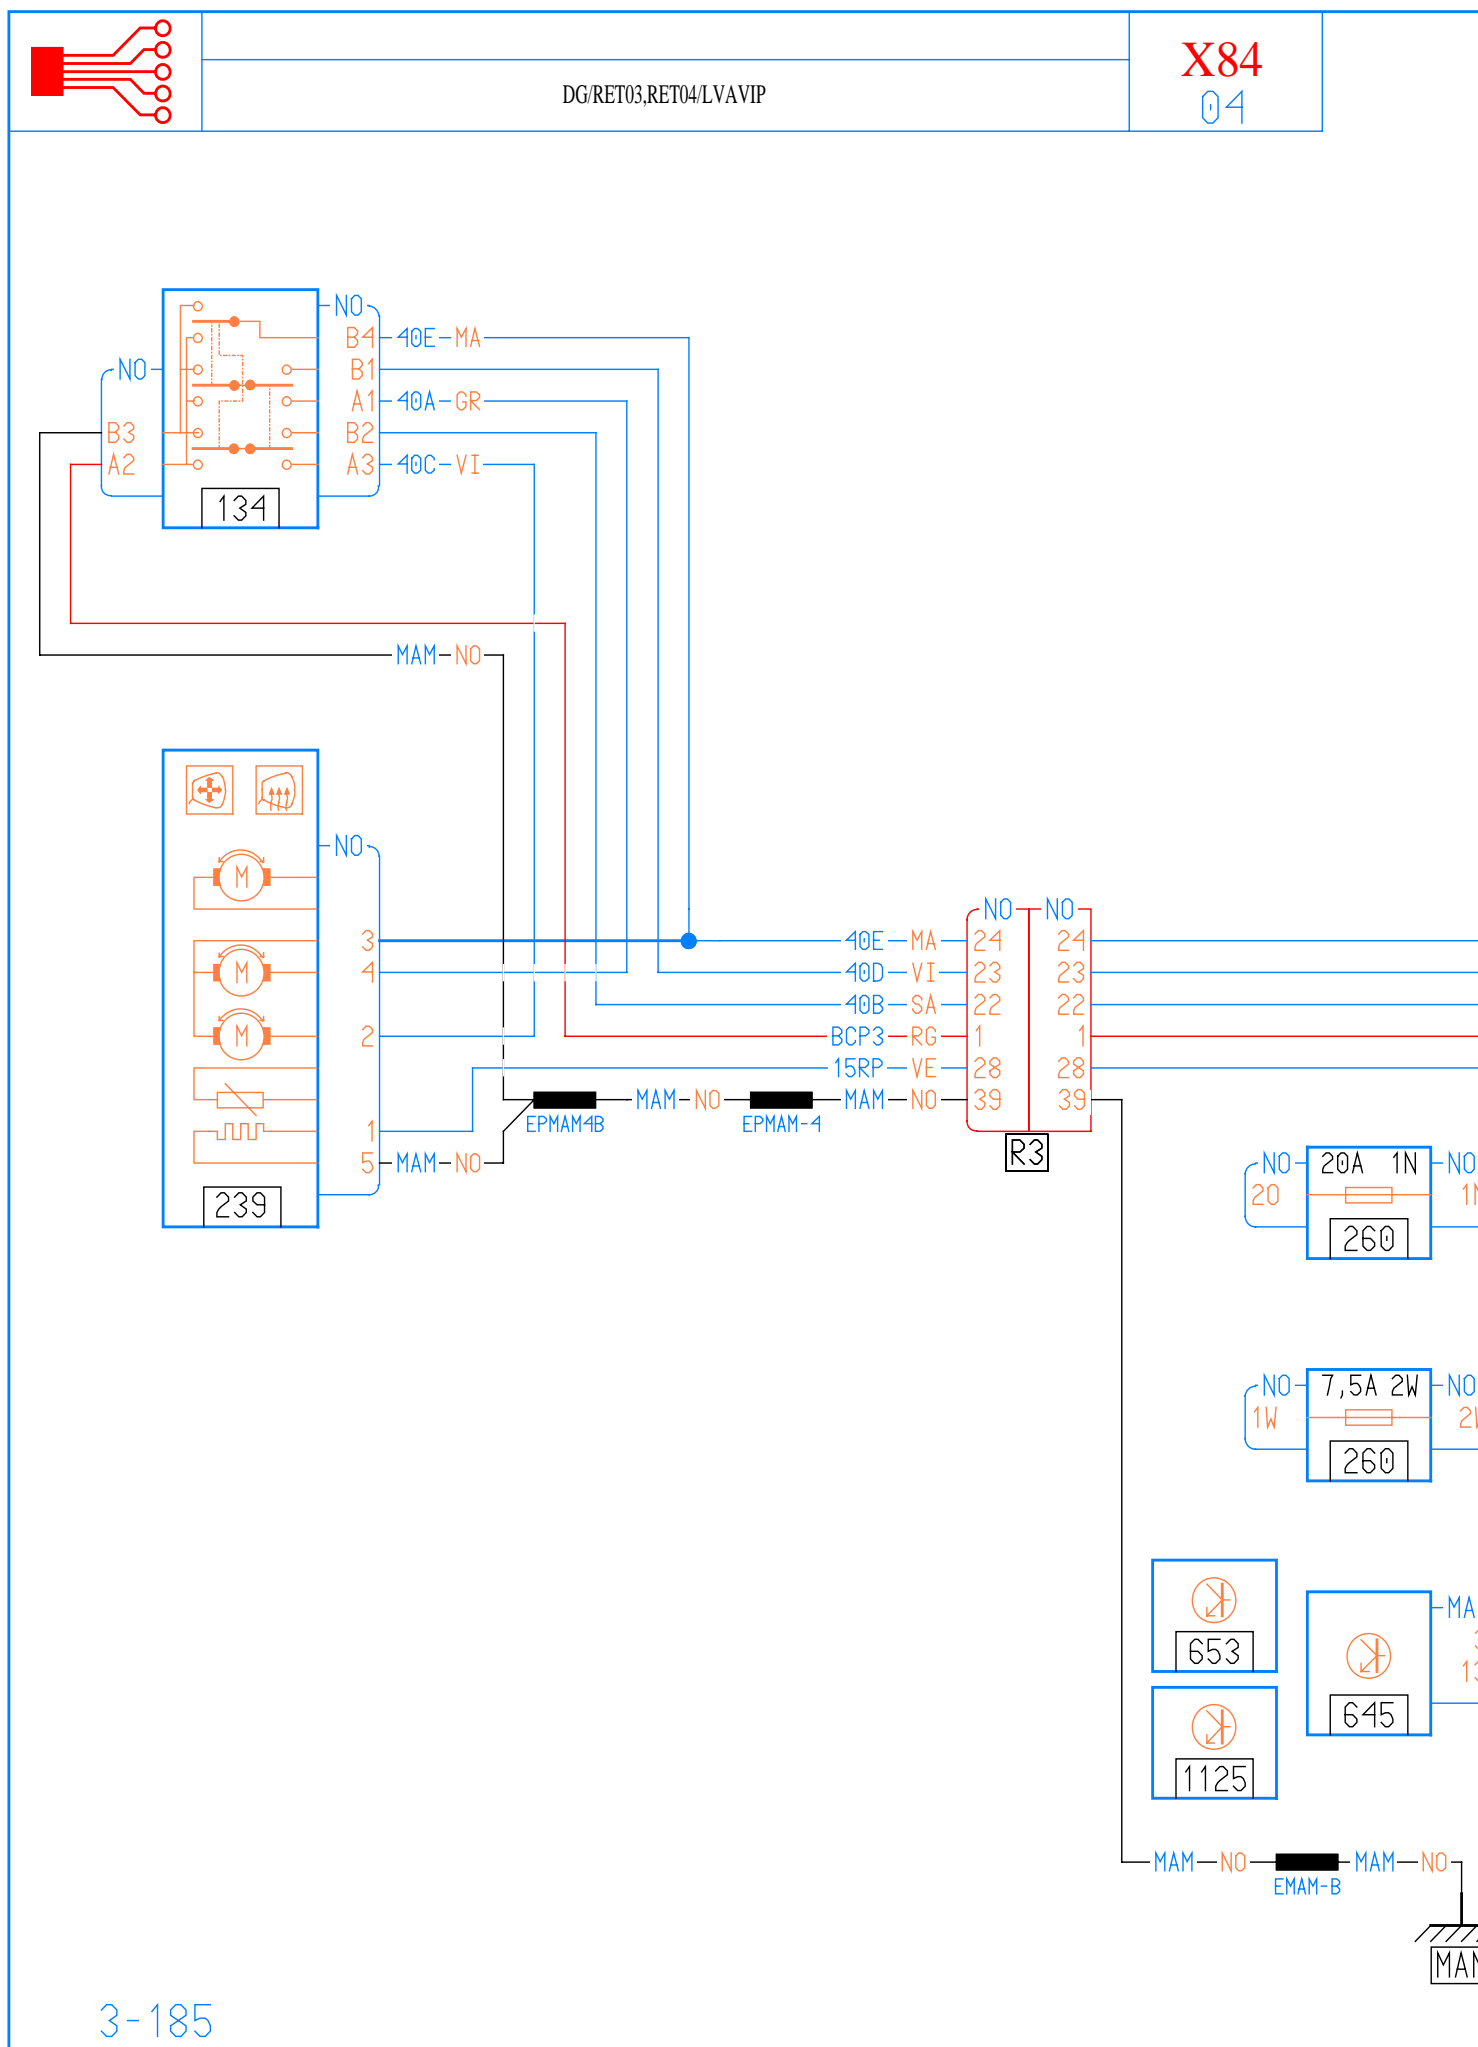 X84
DG/RET03,RET04/LVAVIP
04
NO
B4 40E MA
NO B1
A1 40A GR
B3 B2
A2 A3 40C VI
134
MAM NO
NO
M
NO NO
3 40E MA 24 24
M 4 40D VI 23 23
40B SA 22 22
M 2 BCP3 RG 1 1
15RP VE 28 28
MAM NO MAM NO 39 39
EPMAM4B EPMAM-4
1
R3
5 MAM NO
NO 20A 1N NO
20
239
260
NO 7,5A 2W NO
1W
260
MA
653
645
1125
MAM NO MAM NO
EMAM-B
3-185